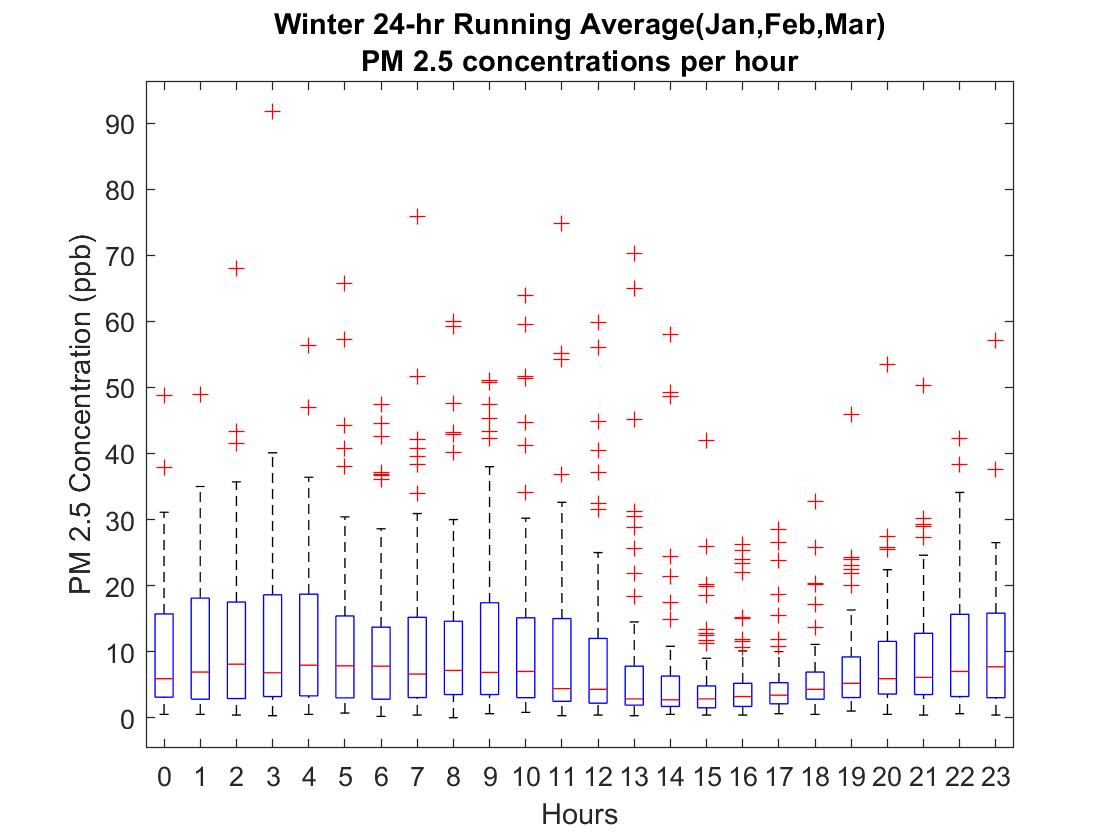 Winter 24-hr Running Average(Jan,Feb,Mar)
PM 2.5 concentrations per hour
PM 2.5 Concentration (ppb)
90
80
70
60
50
40
30
20
10
0
0 1 2 3 4 5 6 7 8 9 10 11 12 13 14 15 16 17 18 19 20 21 22 23
Hours